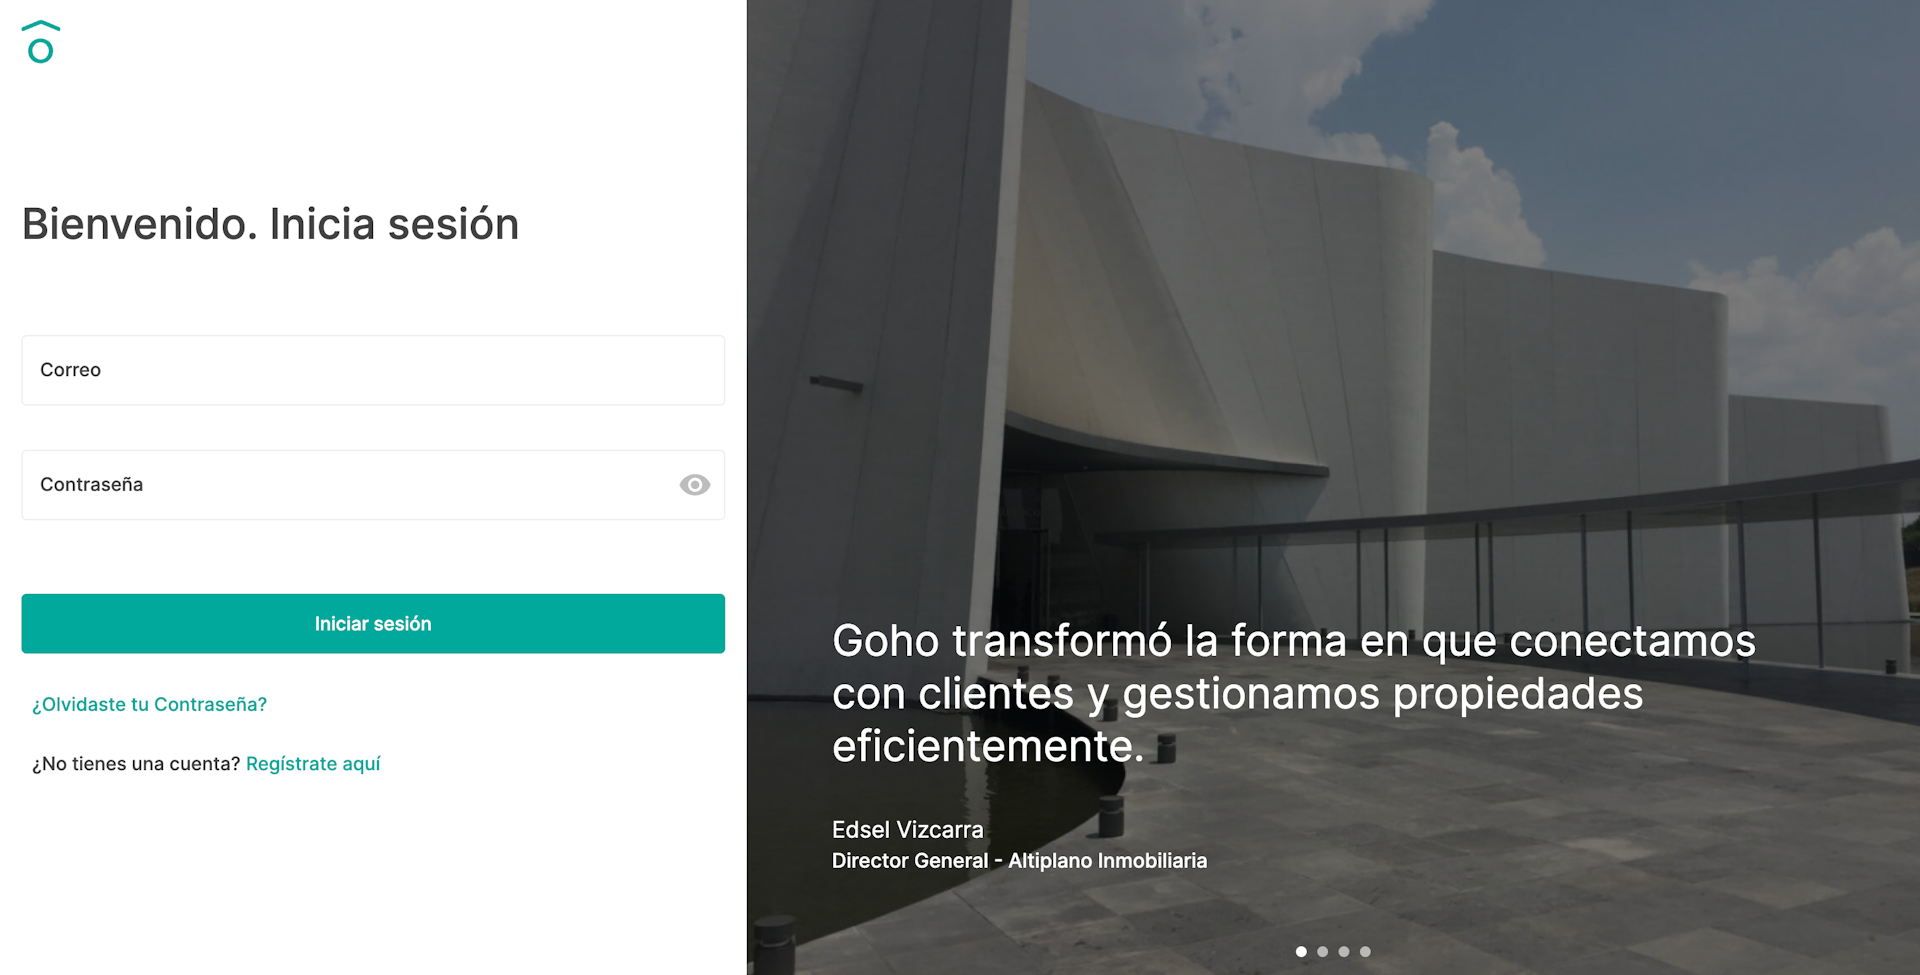 Bienvenido. Inicia sesión
Correo
Contraseña
Iniciar sesión
¿Olvidaste tu Contraseña?
¿No tienes una cuenta? Regístrate aquí
Goho transformó la forma en que conectamos
con clientes y gestionamos propiedades
eficientemente.
Edsel Vizcarra
Director General - Altiplano Inmobiliaria